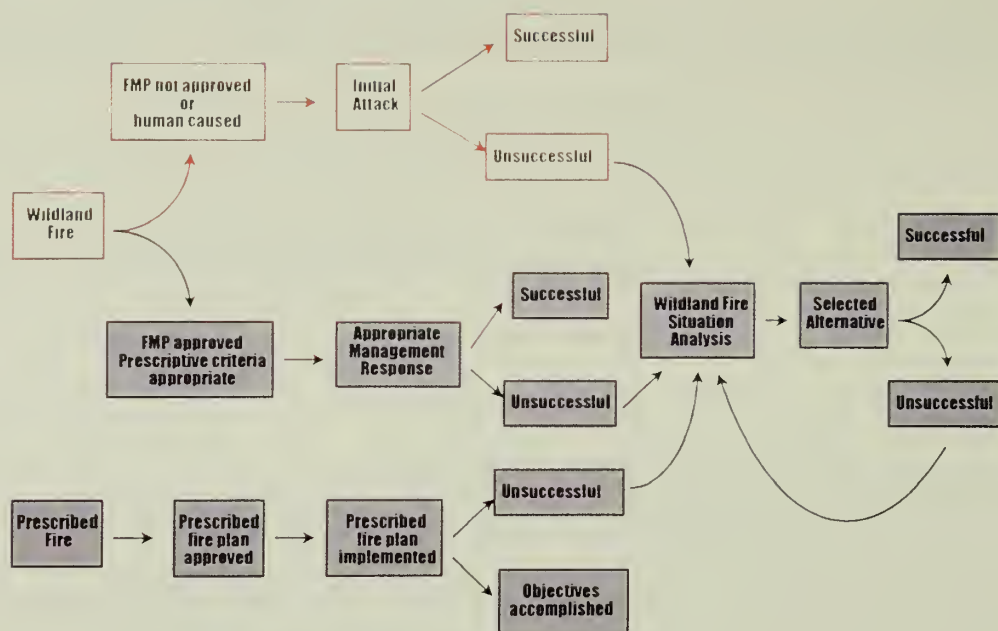 Successful
FMP not approved
or
human caused
Initial
Attack
Unsuccessful
Wildland
Fire
Successful
Successful
Wildland Fire
Situation
Analysis
Selected
Alternative
FMP approved
Prescriptive criteria
appropriate
Appropriate
Management
Response
Unsuccessful
Unsuccessful
Unsuccessful
Prescribed
Fire
Prescribed
fire plan
approved
Prescribed
fire plan
implemented
Objectives
accomplished